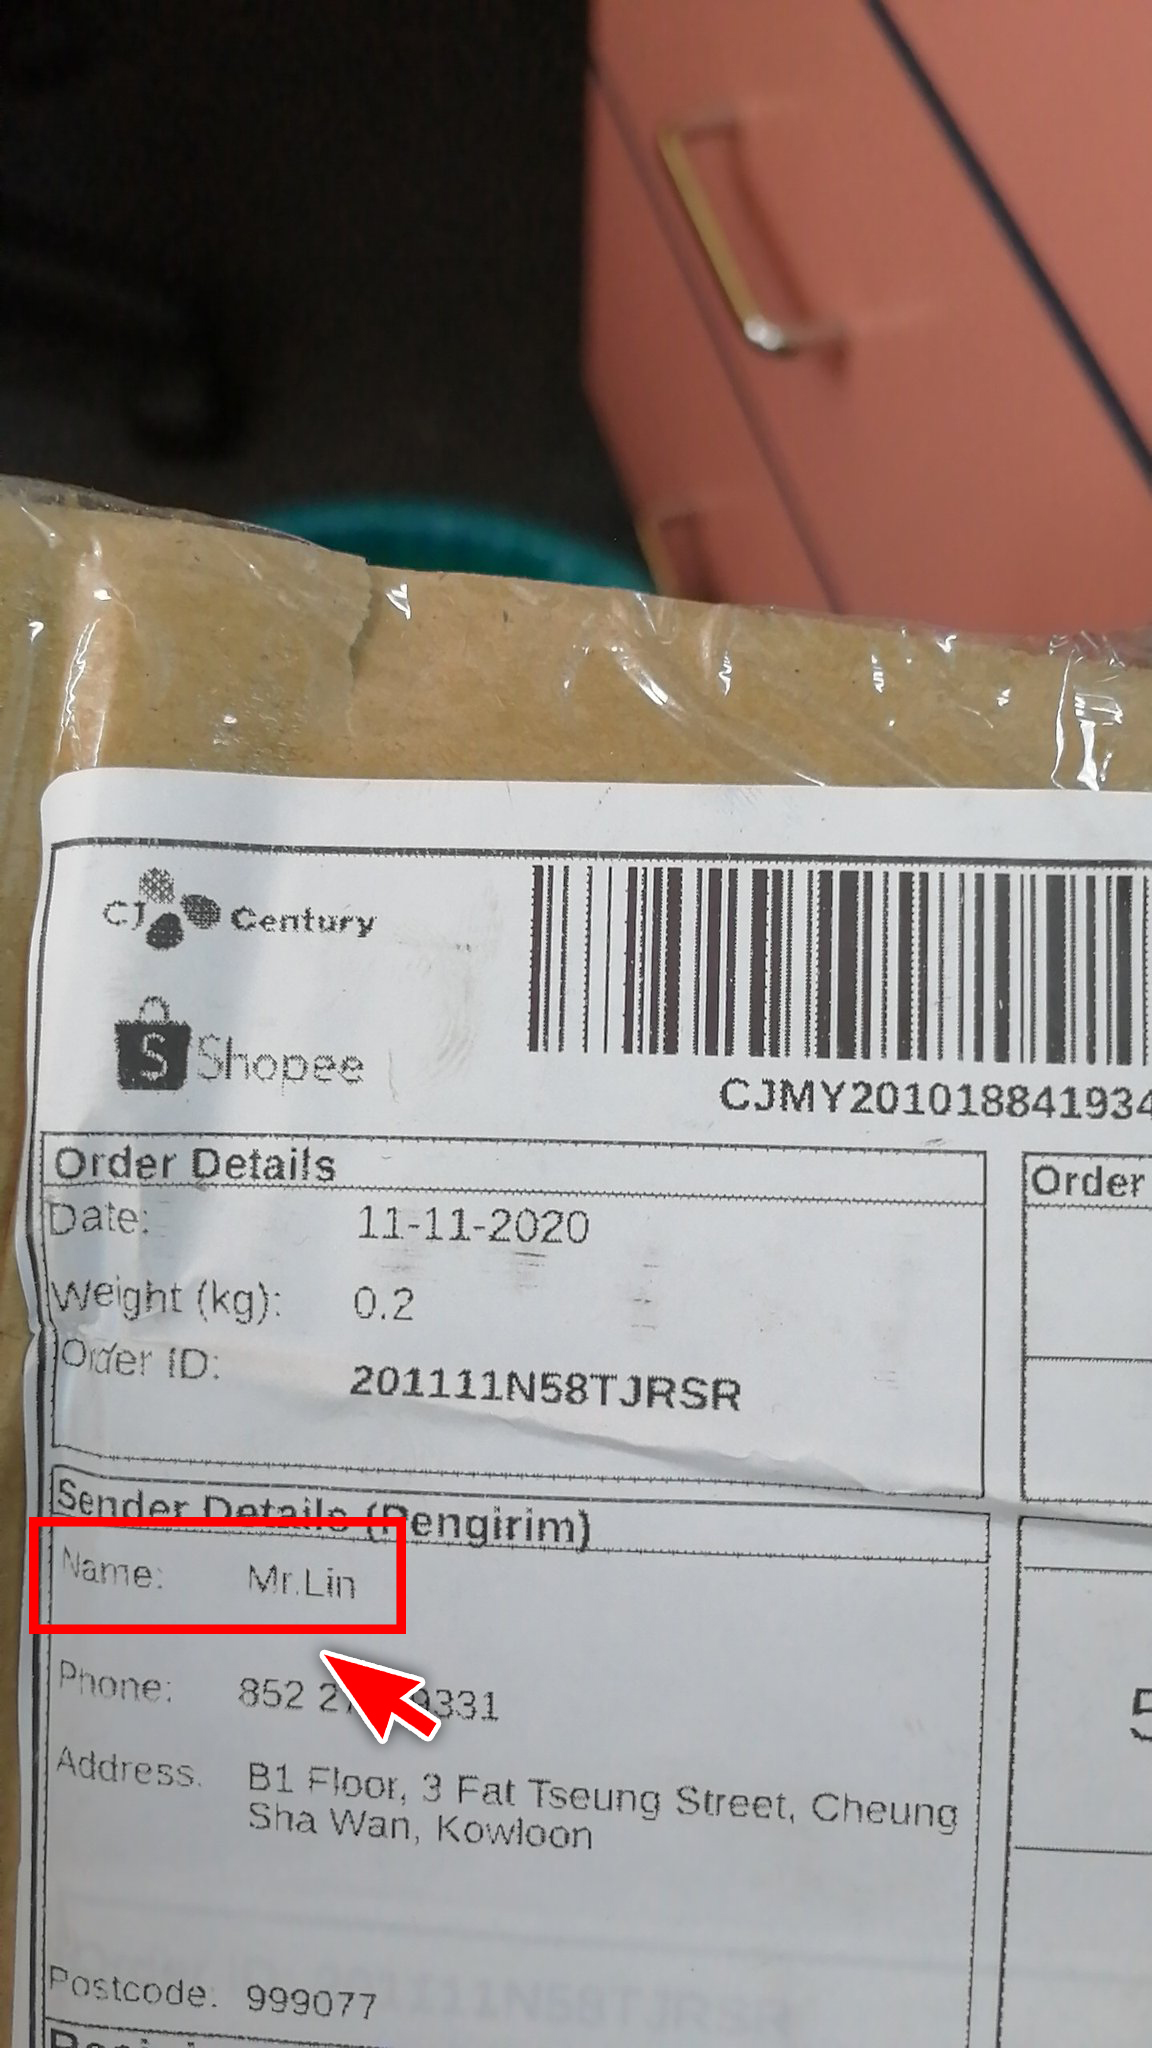 CJ Century
Shopee
CJMY201018841934
Order Details
Date: 11-11-2020
Weight (kg): 0.2
Order ID: 201111N58TJRSR
Order
Sender Details (Pengirim)
Name: Mr.Lin
Phone: 852 2 9331
Address. B1 Floor, 3 Fat Tseung Street, Cheung
Sha Wan, Kowloon
Postcode: 999077
5